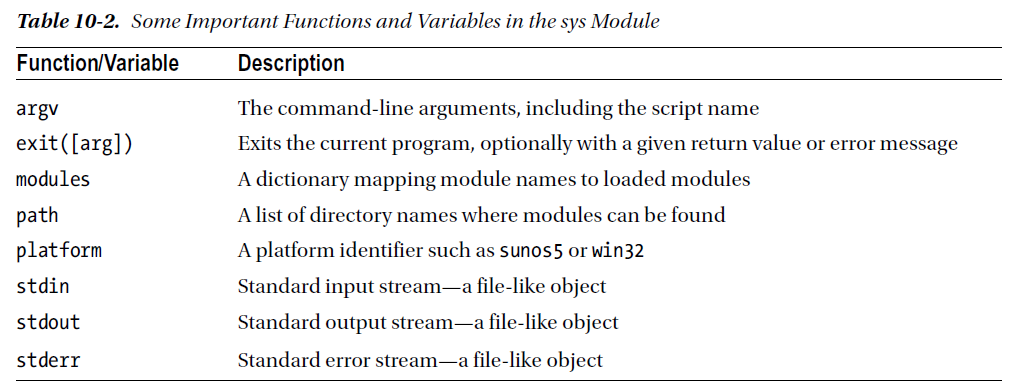 Table 10-2. Some Important Functions and Variables in the sys Module
Function/Variable Description
argv The command-line arguments, including the script name
exit([arg]) Exits the current program, optionally with a given return value or error message
modules A dictionary mapping module names to loaded modules
path A list of directory names where modules can be found
platform A platform identifier such as sunos5 or win32
stdin Standard input stream—a file-like object
stdout Standard output stream—a file-like object
stderr Standard error stream—a file-like object